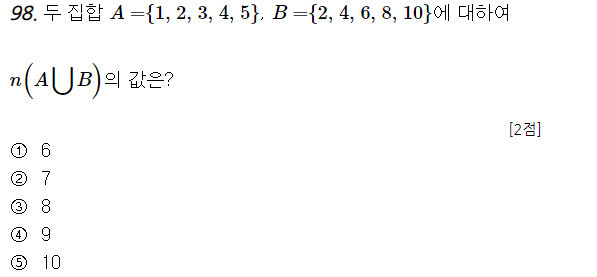 98. 두 집합 A={1, 2, 3, 4, 5}, B={2, 4, 6, 8, 10}에 대하여
n(A⋃B)의 값은?
[2점]
① 6
② 7
③ 8
④ 9
⑤ 10